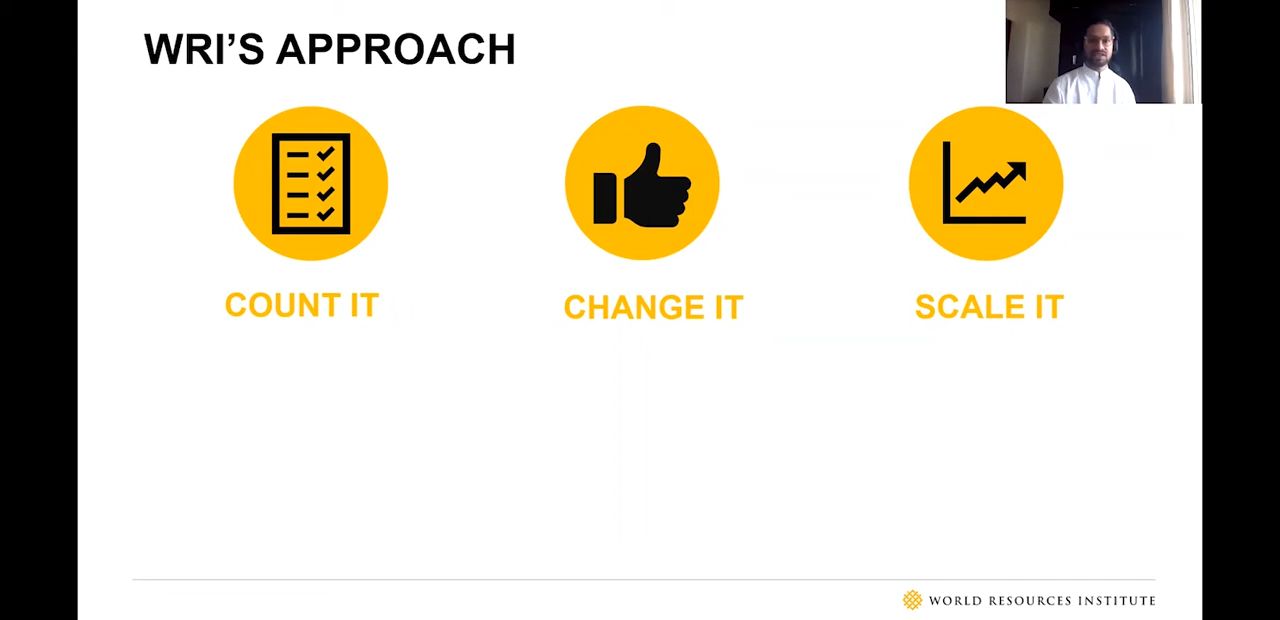 WRI'S APPROACH
COUNT IT
CHANGE IT
SCALE IT
WORLD RESOURCES INSTITUTE